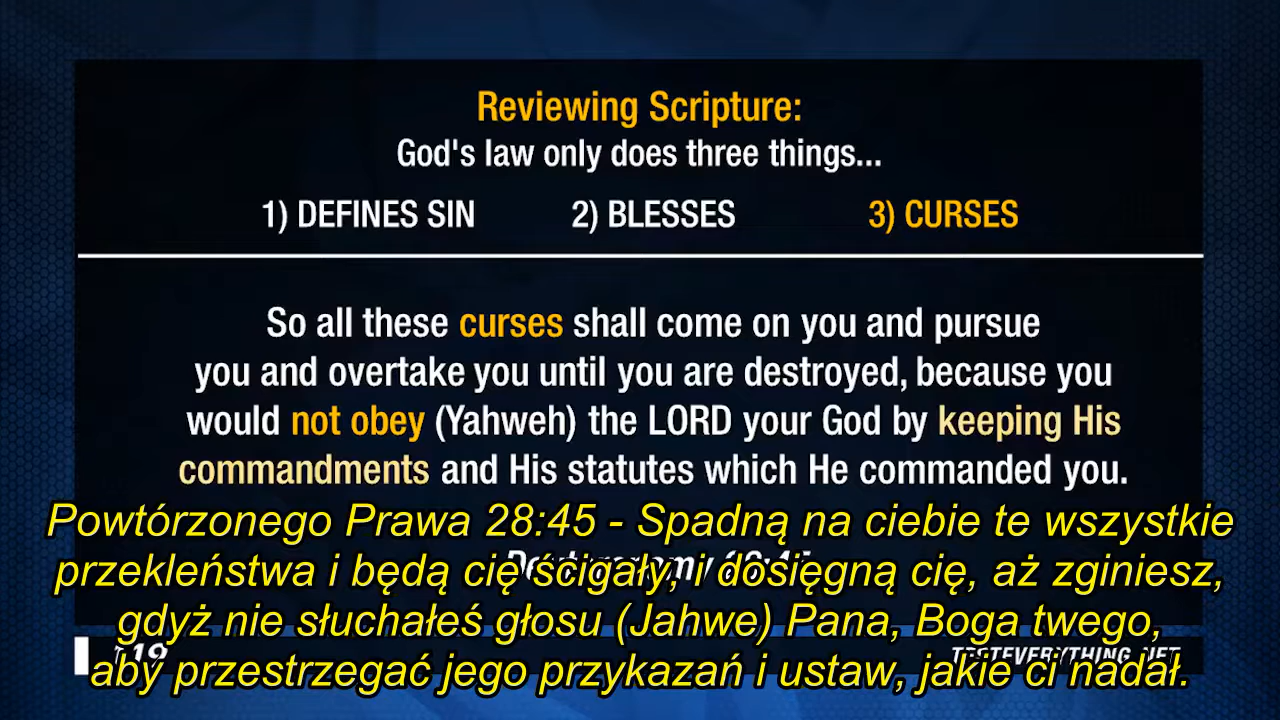 Reviewing Scripture:
God's law only does three things...
1) DEFINES SIN 2) BLESSES 3) CURSES
So all these curses shall come on you and pursue
you and overtake you until you are destroyed, because you
would not obey (Yahweh) the LORD your God by keeping His
commandments and His statutes which He commanded you.
Powtórzonego Prawa 28:45 - Spadną na ciebie te wszystkie
przekleństwa i będą cię ścigały, i dosięgną cię, aż zginiesz,
gdyż nie słuchałeś głosu (Jahwe) Pana, Boga twego,
aby przestrzegać jego przykazań i ustaw, jakie ci nadał.
TESTEVERYTHING.NET